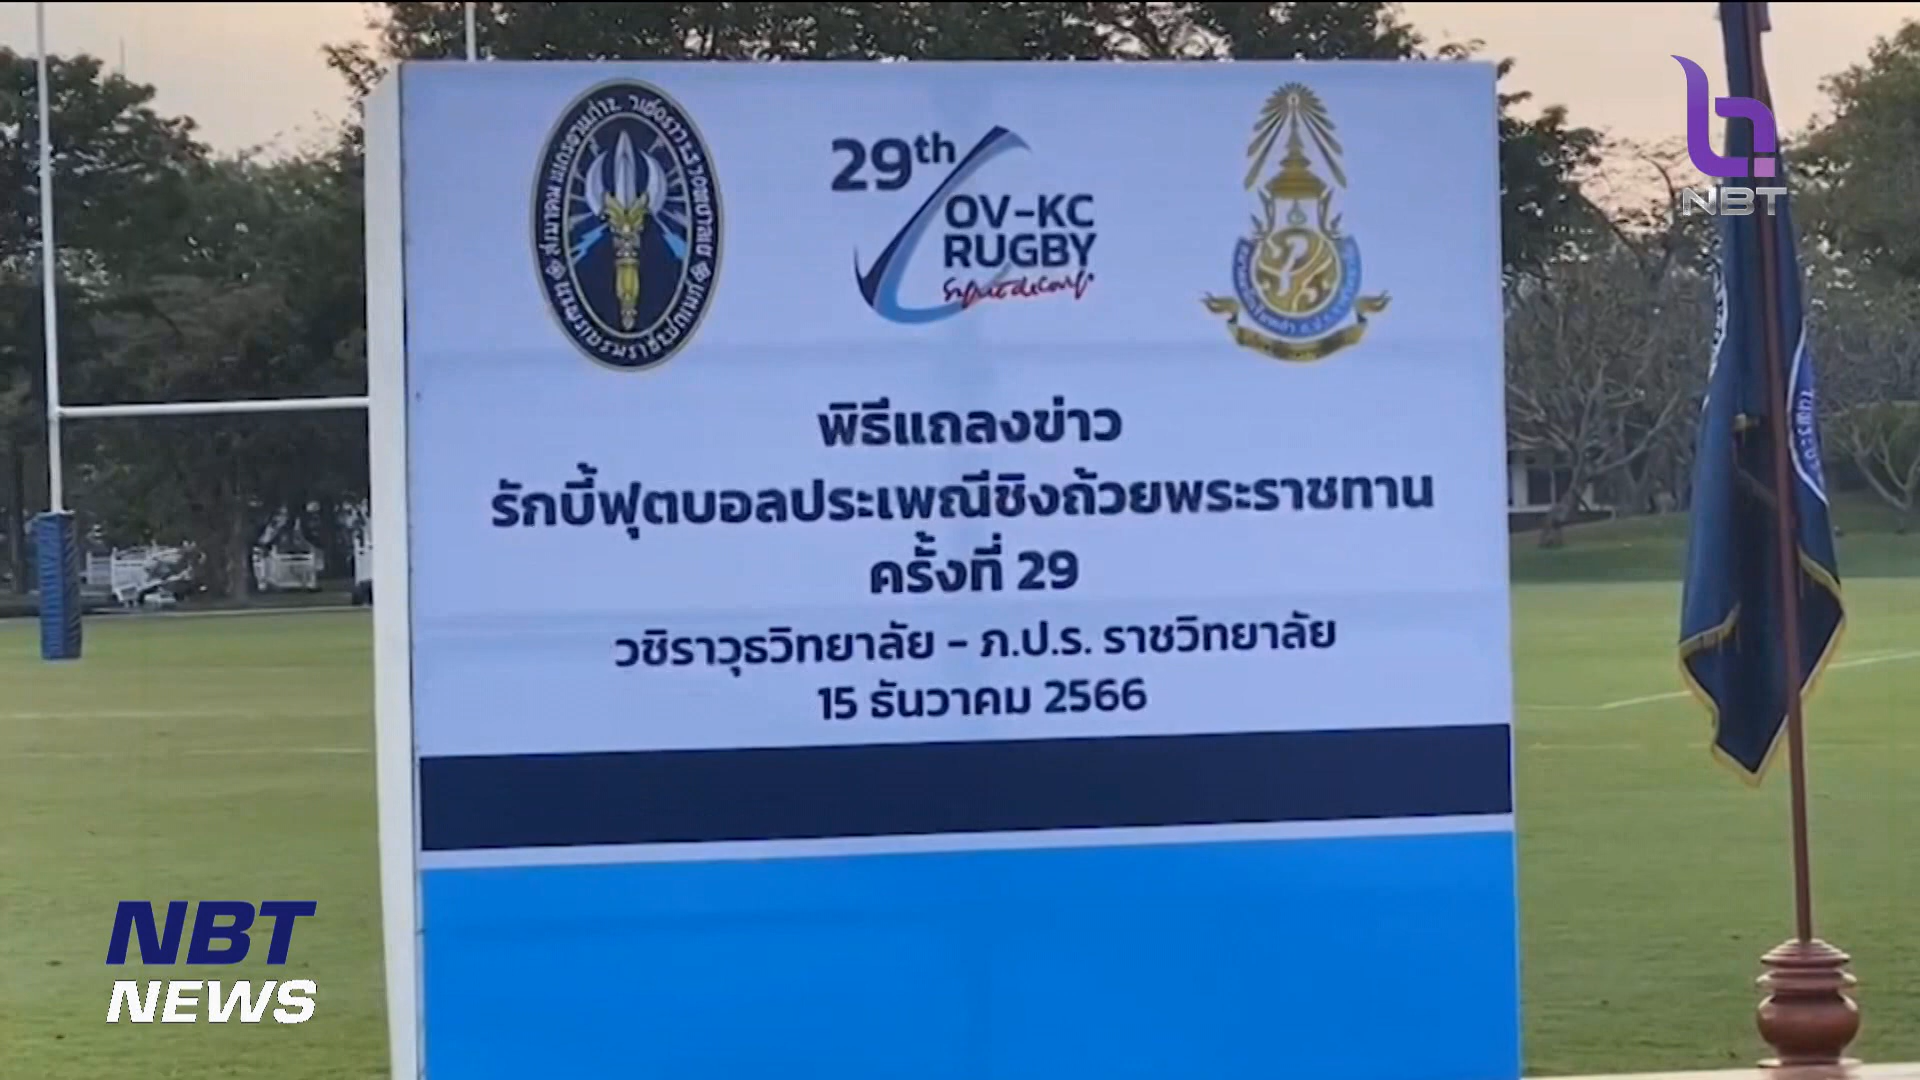 29th
OV-KC
RUGBY
NBT
พิธีแถลงข่าว
รักบี้ฟุตบอลประเพณีชิงถ้วยพระราชทาน
ครั้งที่ 29
วชิราวุธวิทยาลัย - ภ.ป.ร. ราชวิทยาลัย
15 ธันวาคม 2566
NBT
NEWS